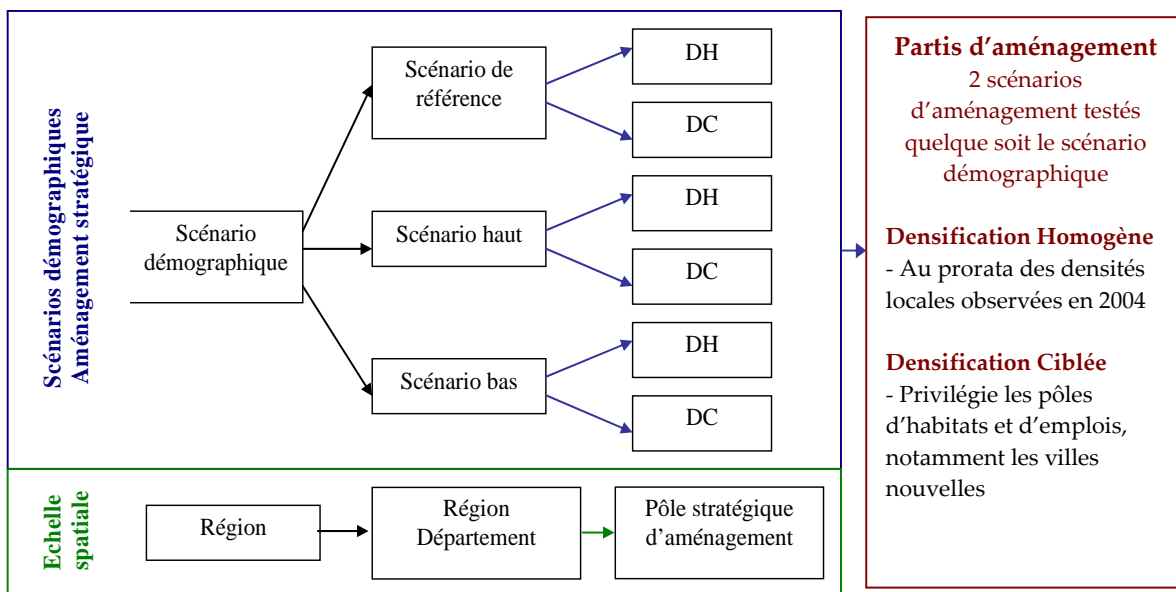 Scénarios démographiques
Aménagement stratégique
Scénario
démographique
Scénario de
référence
DH
DC
Scénario haut
DH
DC
Scénario bas
DH
DC
Echelle
spatiale
Région
Région
Département
Pôle stratégique
d’aménagement
Partis d’aménagement
2 scénarios
d’aménagement testés
quelque soit le scénario
démographique
Densification Homogène
- Au prorata des densités
locales observées en 2004
Densification Ciblée
- Privilégie les pôles
d’habitats et d’emplois,
notamment les villes
nouvelles